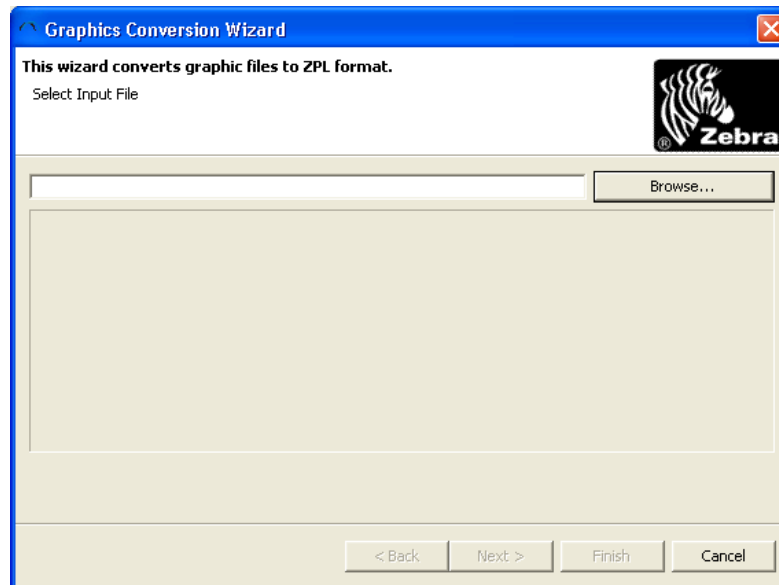 Graphics Conversion Wizard
This wizard converts graphic files to ZPL format.
Select Input File
® Zebra
Browse...
< Back Next > Finish Cancel